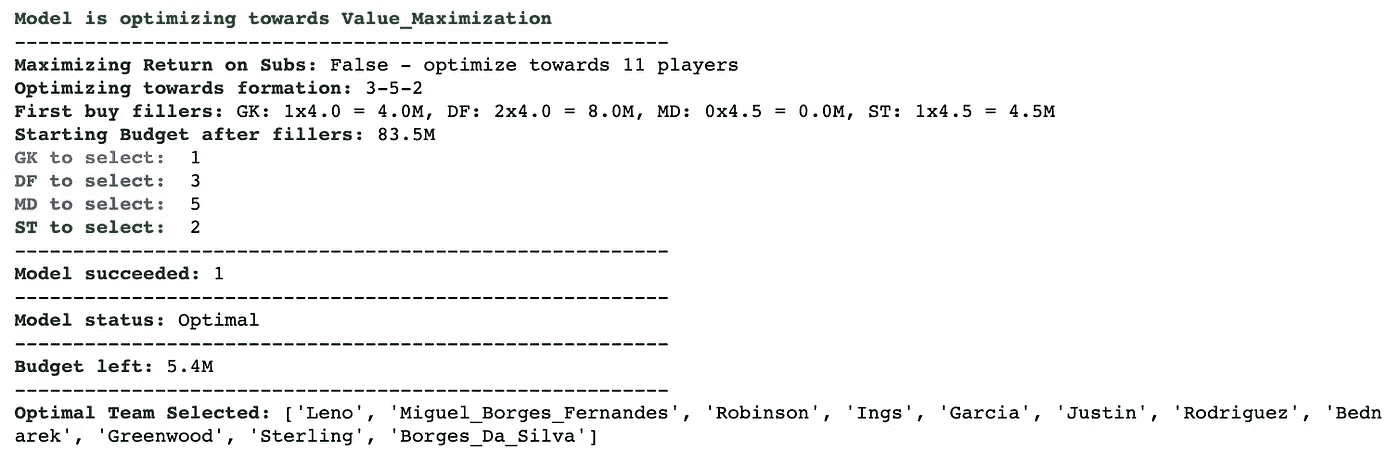 Model is optimizing towards Value_Maximization
--------------------------------------------------------
Maximizing Return on Subs: False - optimize towards 11 players
Optimizing towards formation: 3-5-2
First buy fillers: GK: 1x4.0 = 4.0M, DF: 2x4.0 = 8.0M, MD: 0x4.5 = 0.0M, ST: 1x4.5 = 4.5M
Starting Budget after fillers: 83.5M
GK to select:  1
DF to select:  3
MD to select:  5
ST to select:  2
--------------------------------------------------------
Model succeeded: 1
--------------------------------------------------------
Model status: Optimal
--------------------------------------------------------
Budget left: 5.4M
--------------------------------------------------------
Optimal Team Selected: ['Leno', 'Miguel_Borges_Fernandes', 'Robinson', 'Ings', 'Garcia', 'Justin', 'Rodriguez', 'Bedn
arek', 'Greenwood', 'Sterling', 'Borges_Da_Silva']